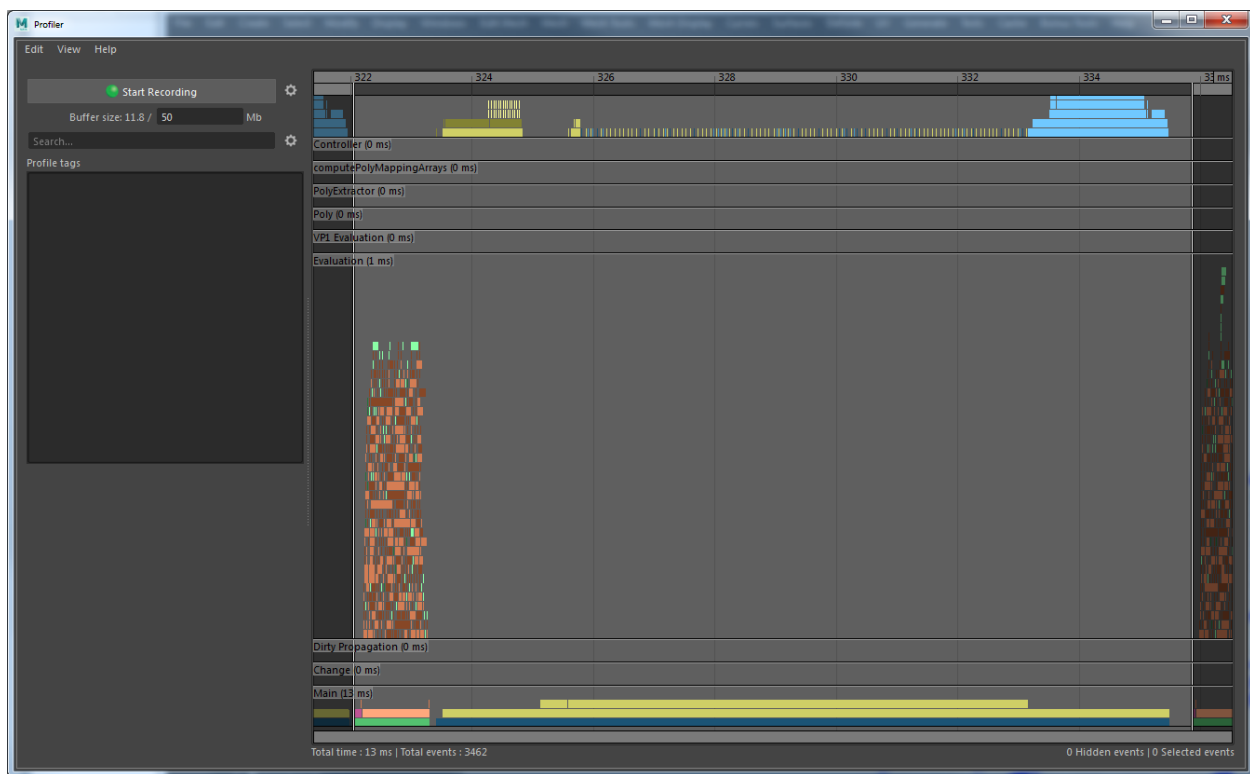 Profiler
Edit View Help
Start Recording
Buffer size: 11.8 / 50 Mb
Search...
Profile tags
322 324 326 328 330 332 334 33 ms
Controller (0 ms)
computePolyMappingArrays (0 ms)
PolyExtractor (0 ms)
Poly (0 ms)
VP1 Evaluation (0 ms)
Evaluation (1 ms)
Dirty Propagation (0 ms)
Change (0 ms)
Main (13 ms)
Total time : 13 ms | Total events : 3462
0 Hidden events | 0 Selected events